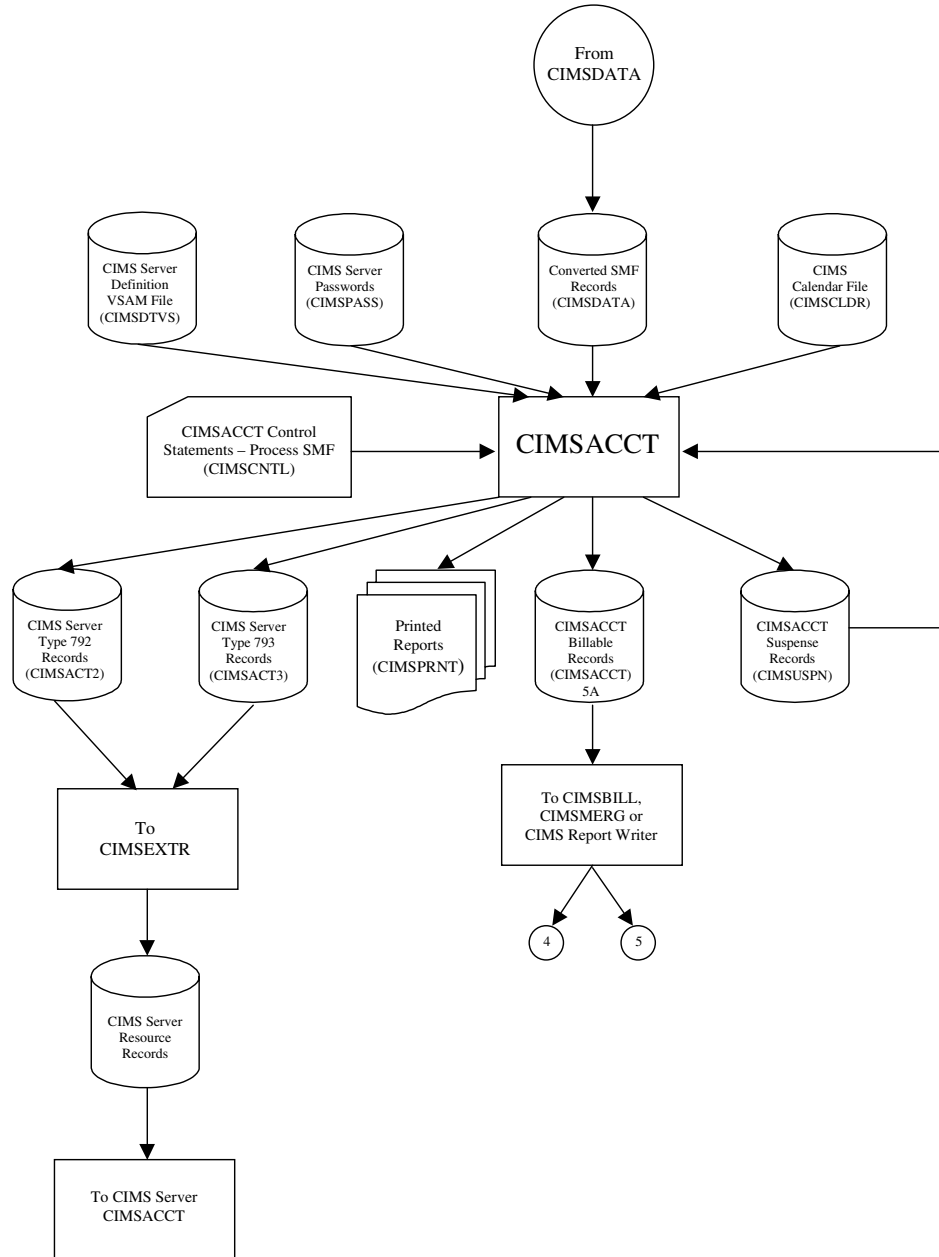 From
CIMSDATA
CIMS Server
Definition
VSAM File
(CIMSDTVS)
CIMS Server
Passwords
(CIMSPASS)
Converted SMF
Records
(CIMSDATA)
CIMS
Calendar File
(CIMSCLDR)
CIMSACCT Control
Statements – Process SMF
(CIMSCNTL)
CIMSACCT
CIMS Server
Type 792
Records
(CIMSACT2)
CIMS Server
Type 793
Records
(CIMSACT3)
Printed
Reports
(CIMSPRNT)
CIMSACCT
Billable
Records
(CIMSACCT)
5A
CIMSACCT
Suspense
Records
(CIMSUSPN)
To
CIMSEXTR
To CIMSBILL,
CIMSMERG or
CIMS Report Writer
4
5
CIMS Server
Resource
Records
To CIMS Server
CIMSACCT